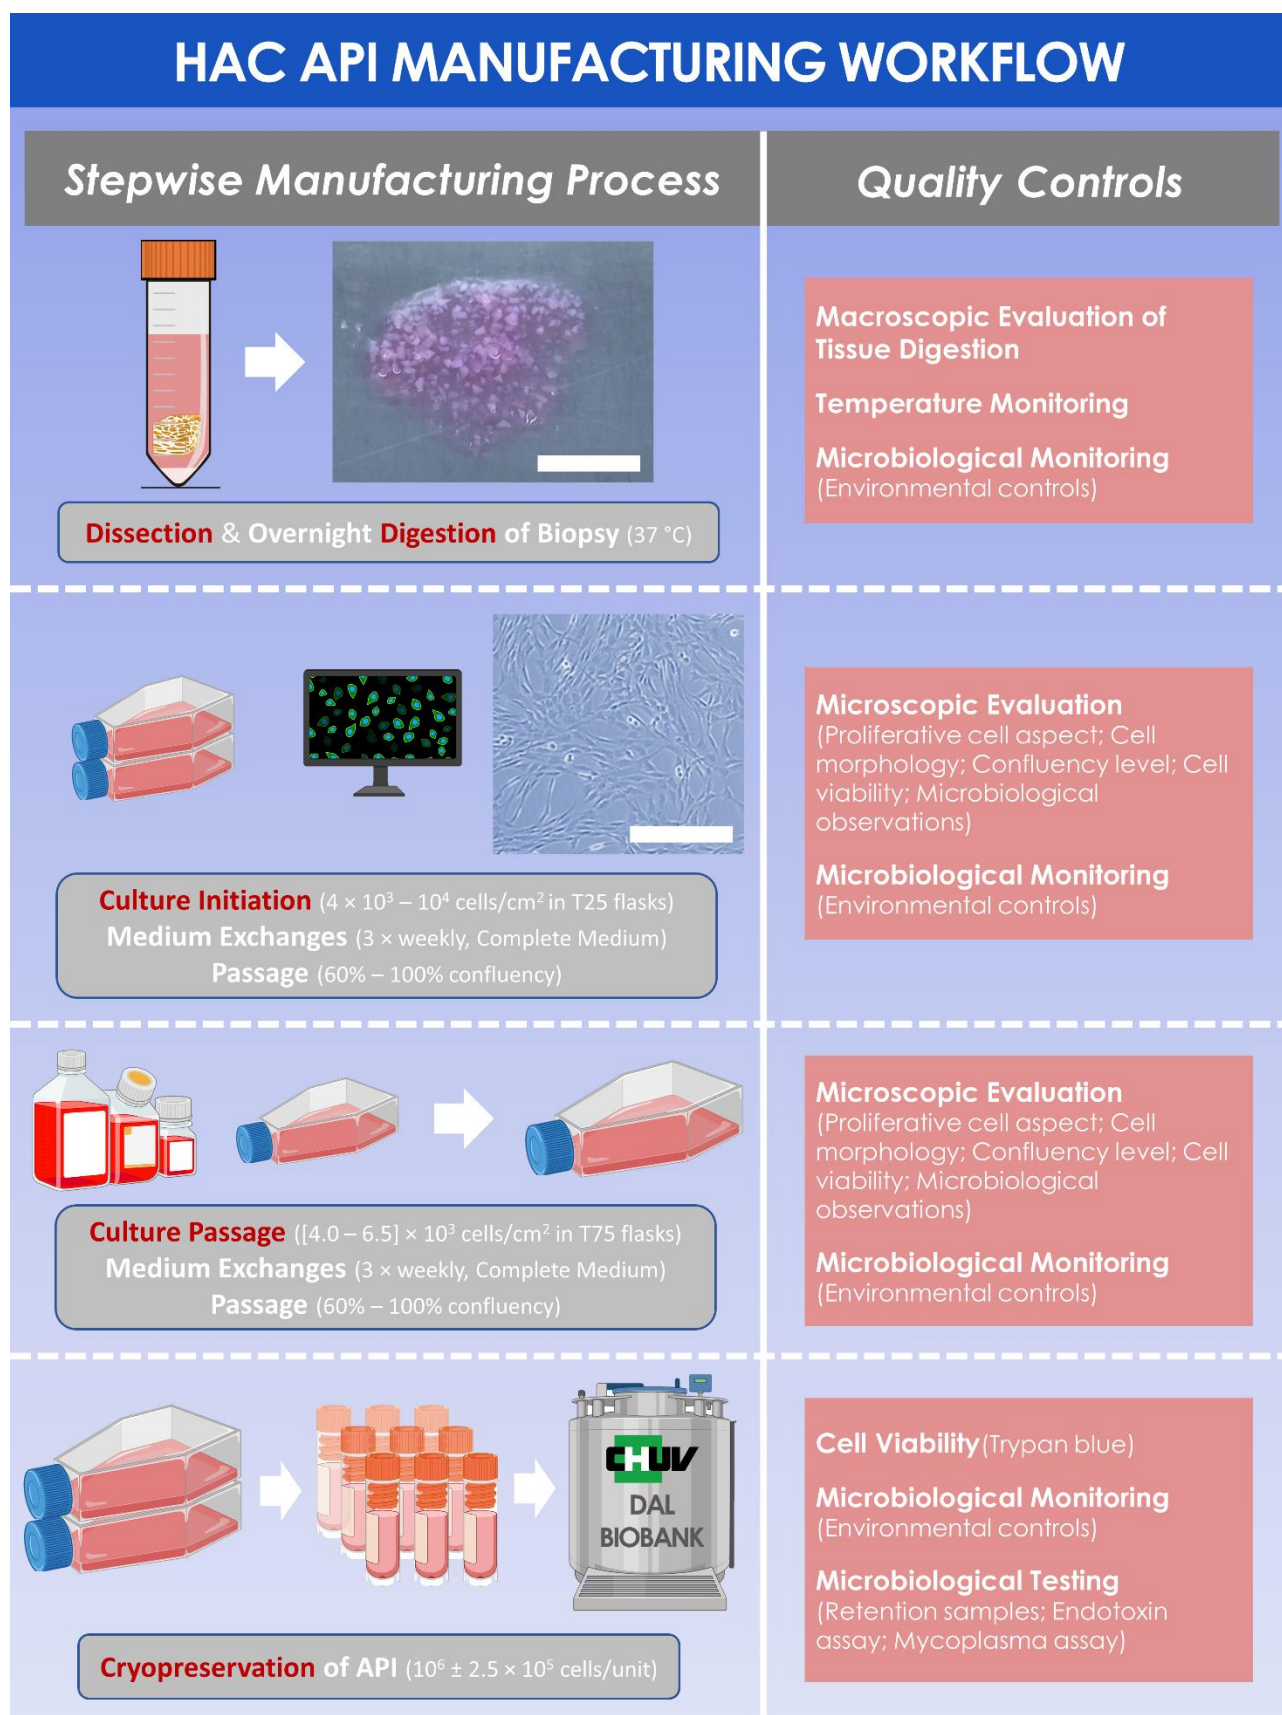 HAC API MANUFACTURING WORKFLOW
Stepwise Manufacturing Process
Quality Controls
Dissection & Overnight Digestion of Biopsy (37 °C)
Macroscopic Evaluation of
Tissue Digestion
Temperature Monitoring
Microbiological Monitoring
(Environmental controls)
Culture Initiation (4 × 10³ – 10⁴ cells/cm² in T25 flasks)
Medium Exchanges (3 × weekly, Complete Medium)
Passage (60% – 100% confluency)
Microscopic Evaluation
(Proliferative cell aspect; Cell
morphology; Confluency level; Cell
viability; Microbiological
observations)
Microbiological Monitoring
(Environmental controls)
Culture Passage ([4.0 – 6.5] × 10³ cells/cm² in T75 flasks)
Medium Exchanges (3 × weekly, Complete Medium)
Passage (60% – 100% confluency)
Microscopic Evaluation
(Proliferative cell aspect; Cell
morphology; Confluency level; Cell
viability; Microbiological
observations)
Microbiological Monitoring
(Environmental controls)
CHUV
DAL
BIOBANK
Cryopreservation of API (10⁶ ± 2.5 × 10⁵ cells/unit)
Cell Viability (Trypan blue)
Microbiological Monitoring
(Environmental controls)
Microbiological Testing
(Retention samples; Endotoxin
assay; Mycoplasma assay)